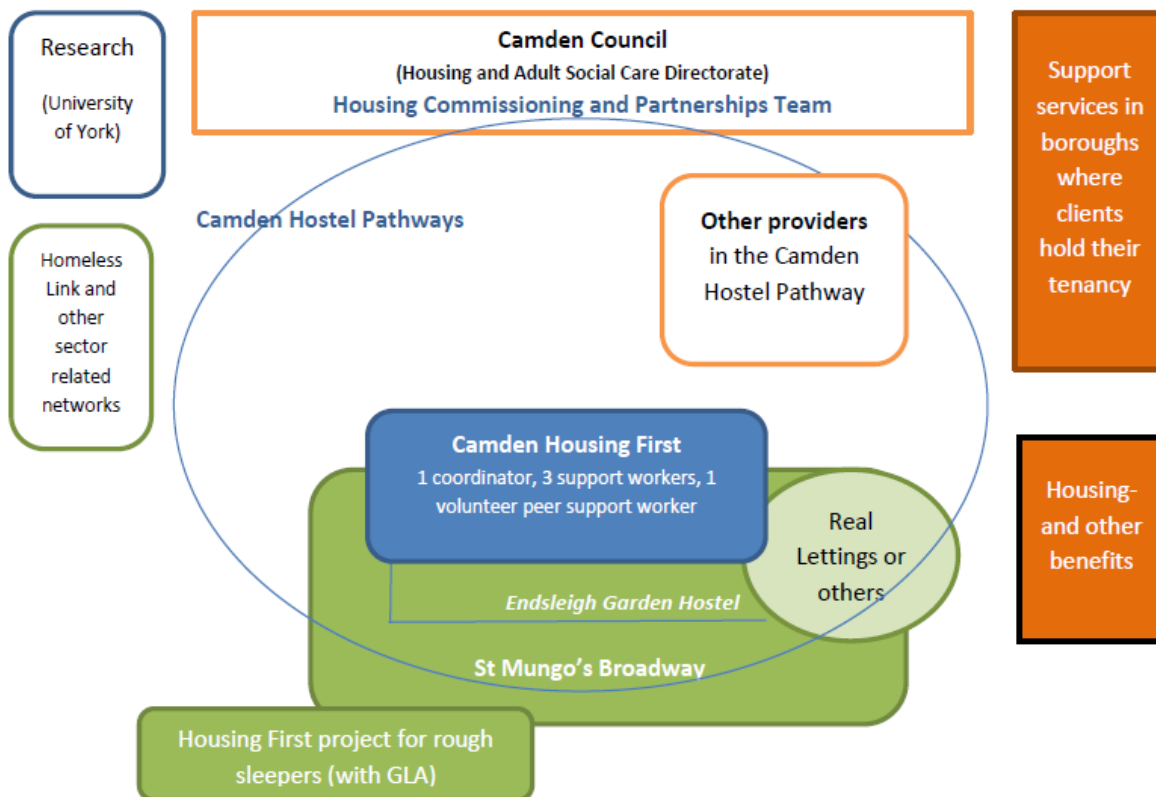 Research
(University
of York)
Camden Council
(Housing and Adult Social Care Directorate)
Housing Commissioning and Partnerships Team
Support
services in
boroughs
where
clients
hold their
tenancy
Camden Hostel Pathways
Other providers
in the Camden
Hostel Pathway
Homeless
Link and
other
sector
related
networks
Camden Housing First
1 coordinator, 3 support workers, 1
volunteer peer support worker
Housing-
and other
benefits
Real
Lettings or
others
Endsleigh Garden Hostel
St Mungo’s Broadway
Housing First project for rough
sleepers (with GLA)